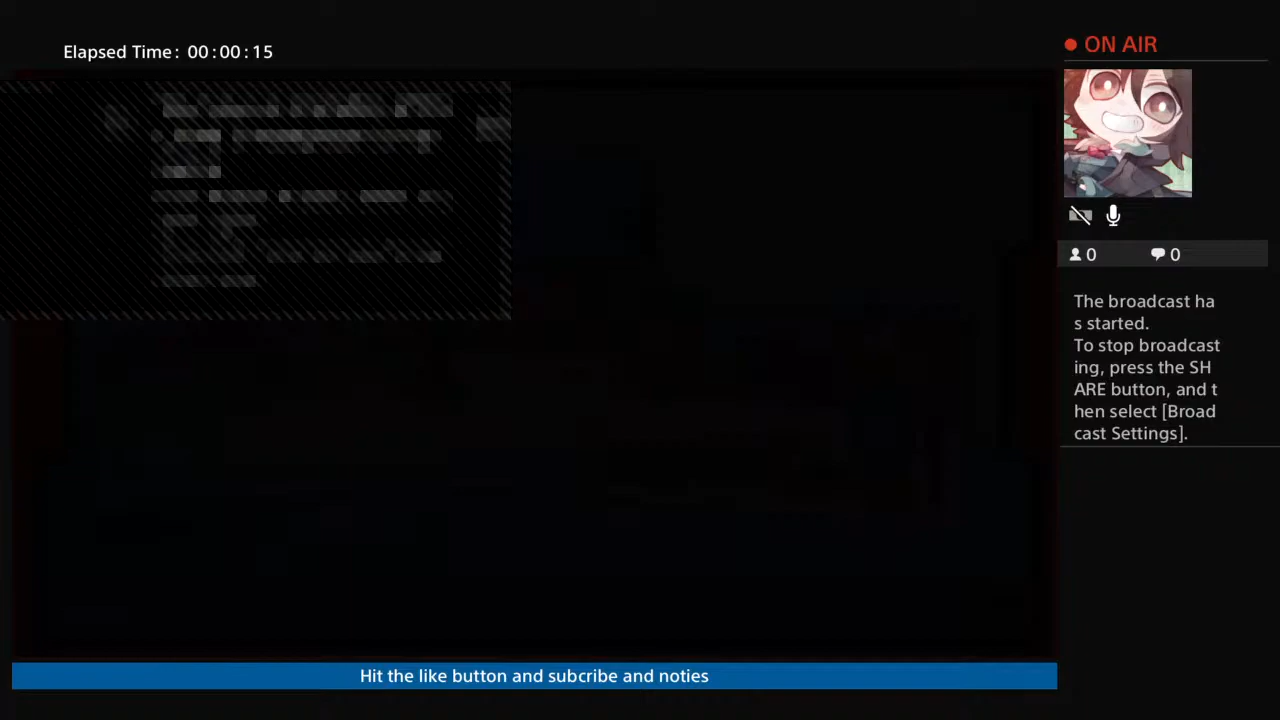 Elapsed Time: 00:00:15
ON AIR
0 0
The broadcast ha
s started.
To stop broadcast
ing, press the SH
ARE button, and t
hen select [Broad
cast Settings].
Hit the like button and subcribe and noties